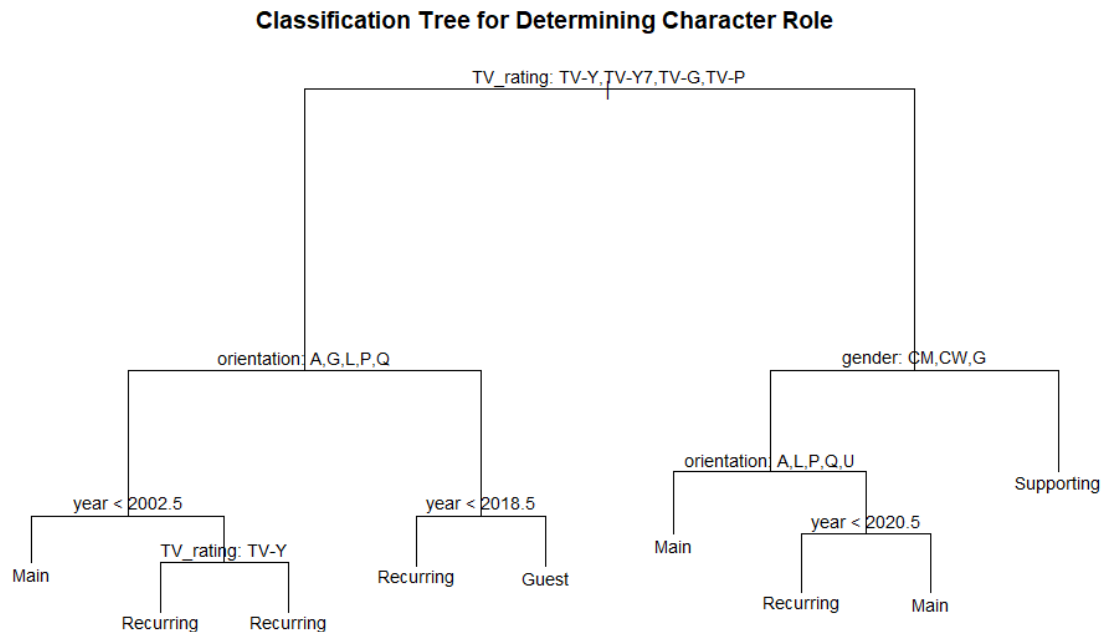 Classification Tree for Determining Character Role
TV_rating: TV-Y,TV-Y7,TV-G,TV-P
orientation: A,G,L,P,Q
gender: CM,CW,G
orientation: A,L,P,Q,U
Supporting
year < 2002.5
year < 2018.5
year < 2020.5
Main
TV_rating: TV-Y
Recurring
Guest
Main
Recurring
Main
Recurring
Recurring